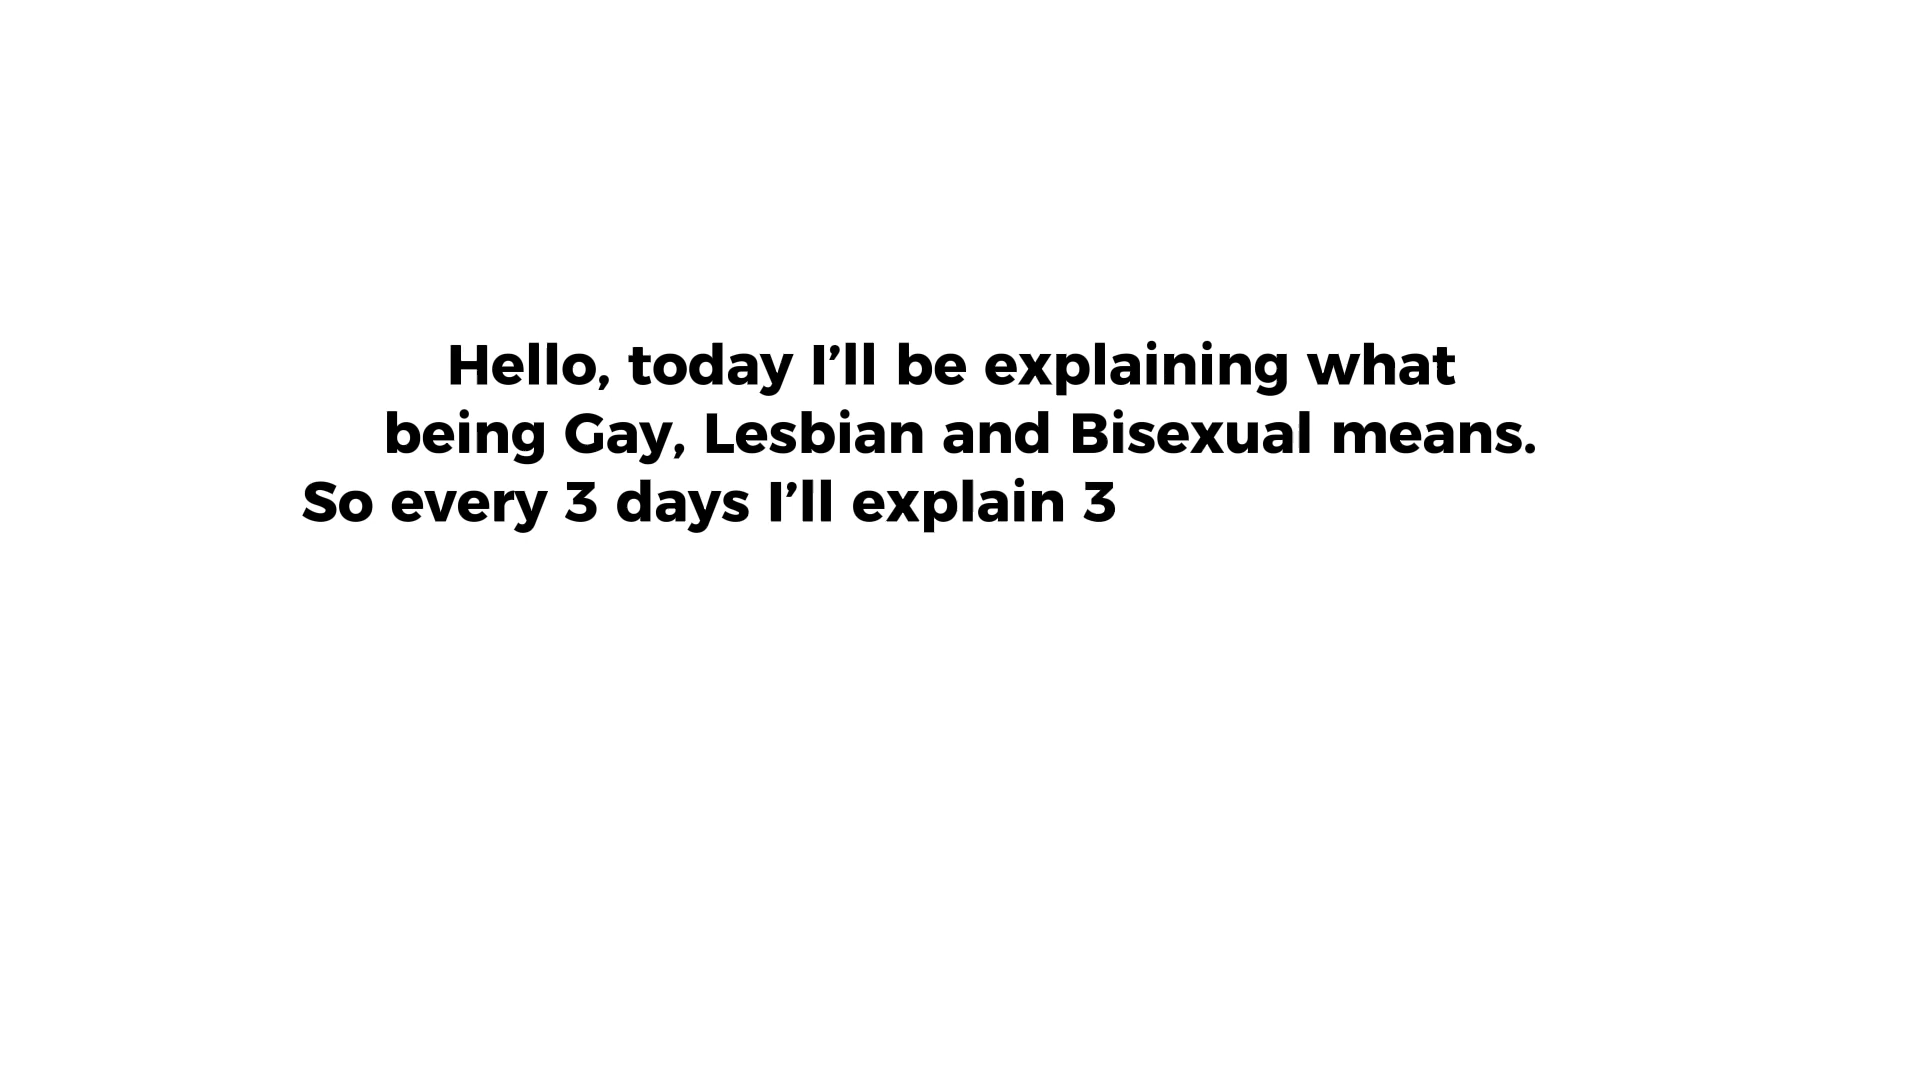 Hello, today I’ll be explaining what
being Gay, Lesbian and Bisexual means.
So every 3 days I’ll explain 3